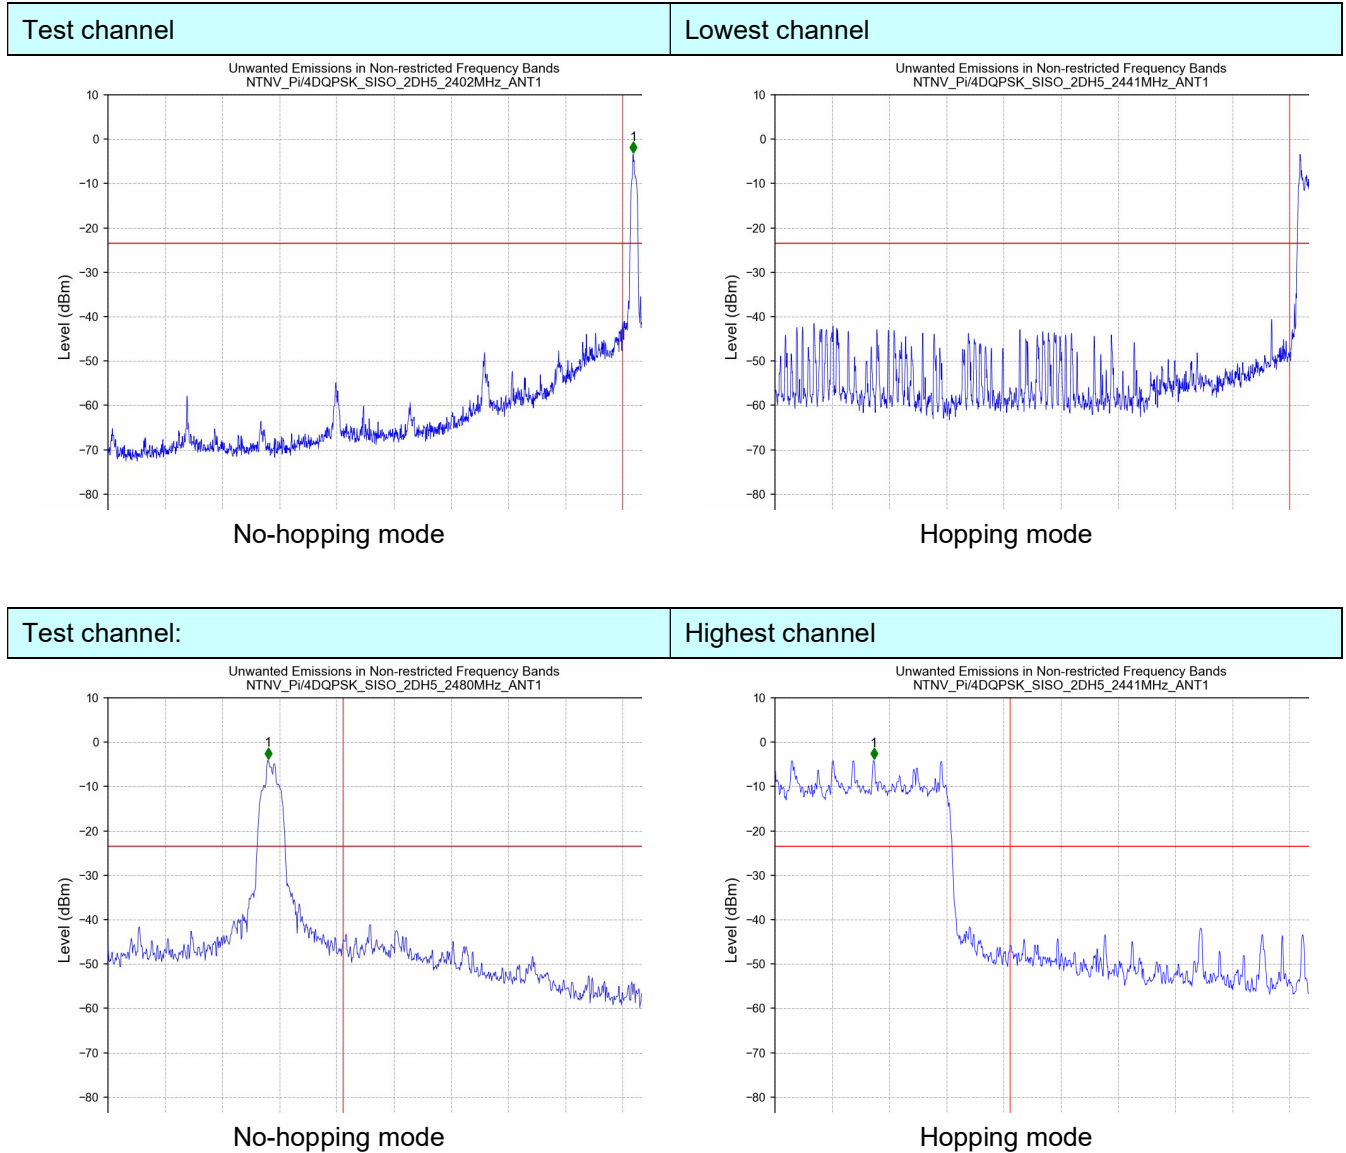 Test channel
Lowest channel
Unwanted Emissions in Non-restricted Frequency Bands
NTNV_Pi/4DQPSK_SISO_2DH5_2402MHz_ANT1
10
0
−10
−20
−30
−40
−50
−60
−70
−80
Level (dBm)
1
No-hopping mode
Unwanted Emissions in Non-restricted Frequency Bands
NTNV_Pi/4DQPSK_SISO_2DH5_2441MHz_ANT1
10
0
−10
−20
−30
−40
−50
−60
−70
−80
Level (dBm)
Hopping mode
Test channel:
Highest channel
Unwanted Emissions in Non-restricted Frequency Bands
NTNV_Pi/4DQPSK_SISO_2DH5_2480MHz_ANT1
10
0
−10
−20
−30
−40
−50
−60
−70
−80
Level (dBm)
1
No-hopping mode
Unwanted Emissions in Non-restricted Frequency Bands
NTNV_Pi/4DQPSK_SISO_2DH5_2441MHz_ANT1
10
0
−10
−20
−30
−40
−50
−60
−70
−80
Level (dBm)
1
Hopping mode